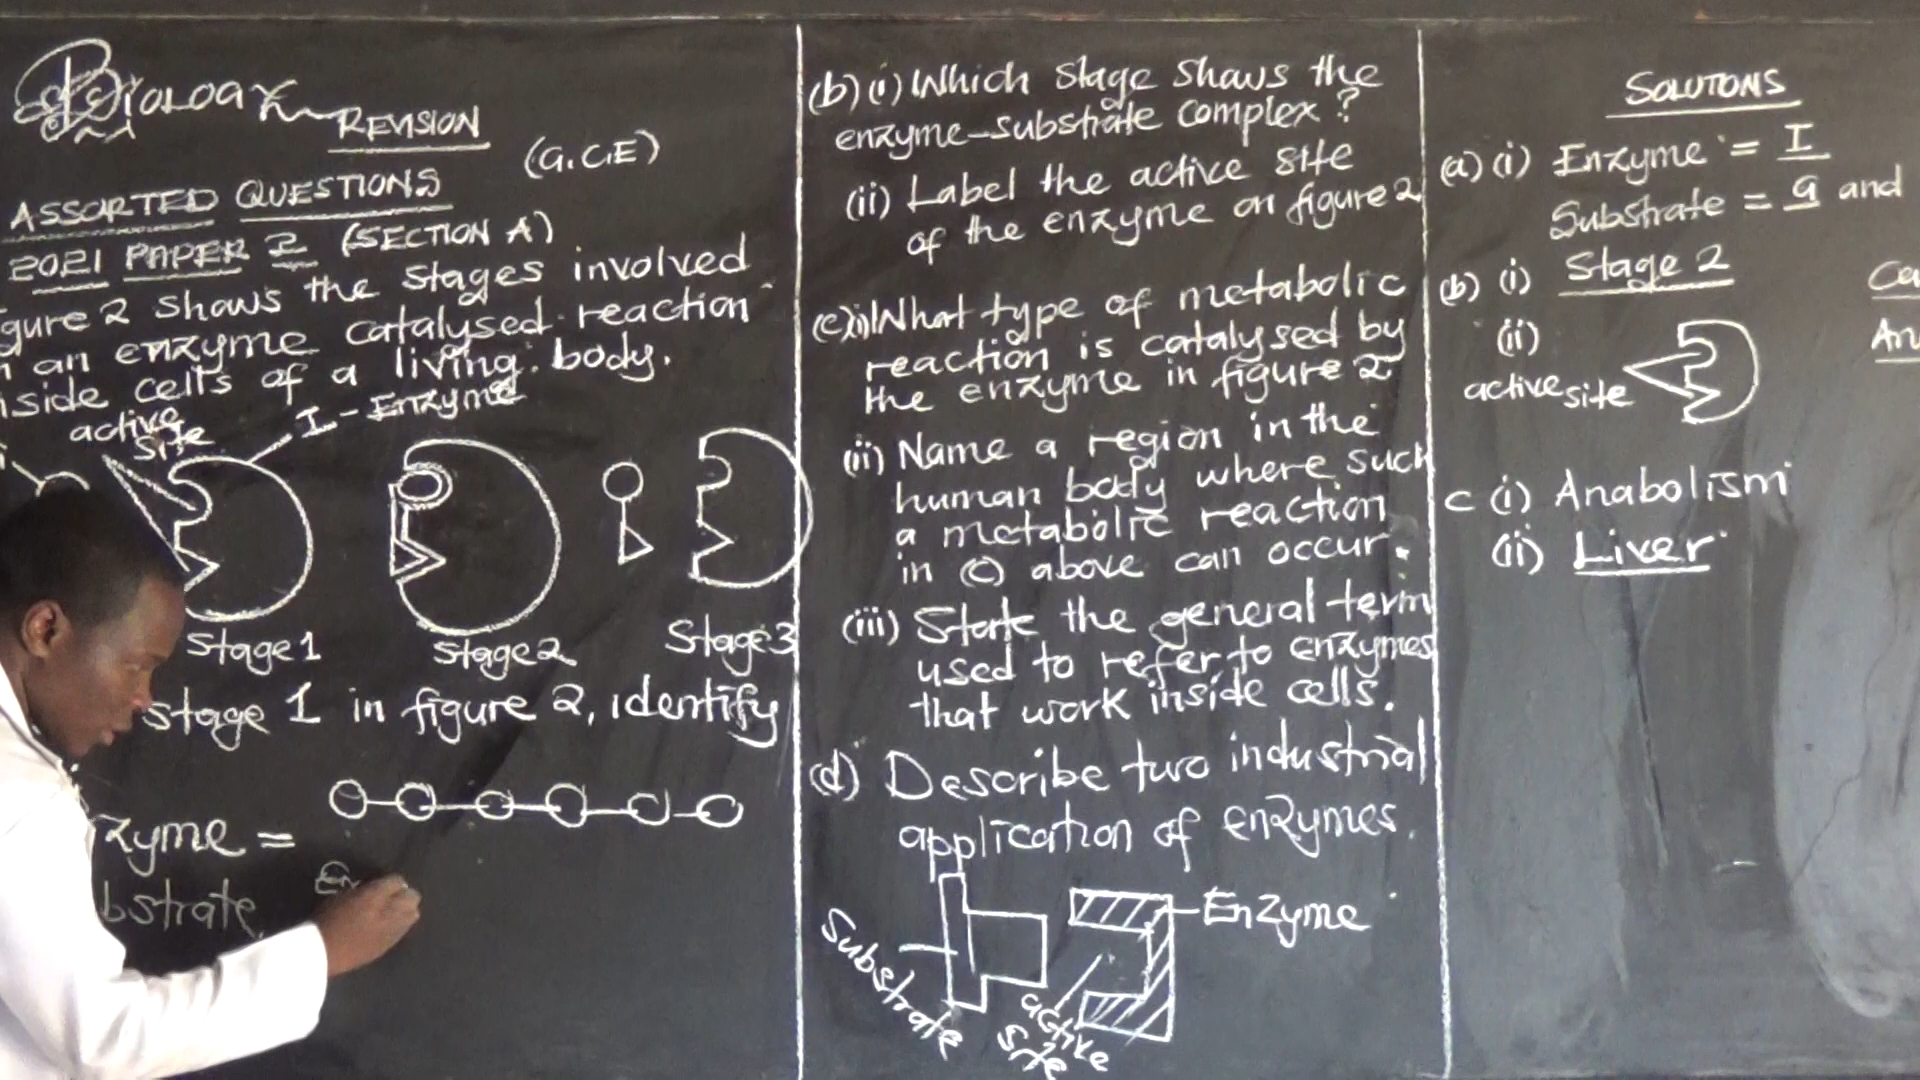 Biology
REVISION
(G.C.E)
ASSORTED QUESTIONS
2021 PAPER 2 (SECTION A)
gure 2 shows the stages involved
an enzyme catalysed reaction
side cells of a living body.
active
site
I - Enzyme
Stage 1
Stage 2
Stage 3
stage 1 in figure 2, identify
zyme =
bstrate
En
(b) (i) Which stage shows the
enzyme-substrate complex?
(ii) Label the active site
of the enzyme on figure 2
(c)(i) What type of metabolic
reaction is catalysed by
the enzyme in figure 2
(ii) Name a region in the
human body where such
a metabolic reaction
in (c) above can occur.
(iii) State the general term
used to refer to enzymes
that work inside cells.
(d) Describe two industrial
application of enzymes.
Substrate
active
site
Enzyme
SOLUTONS
(a) (i) Enzyme = I
Substrate = g and
(b) (i) Stage 2
(ii)
active site
c (i) Anabolism
(ii) Liver
Ca
An